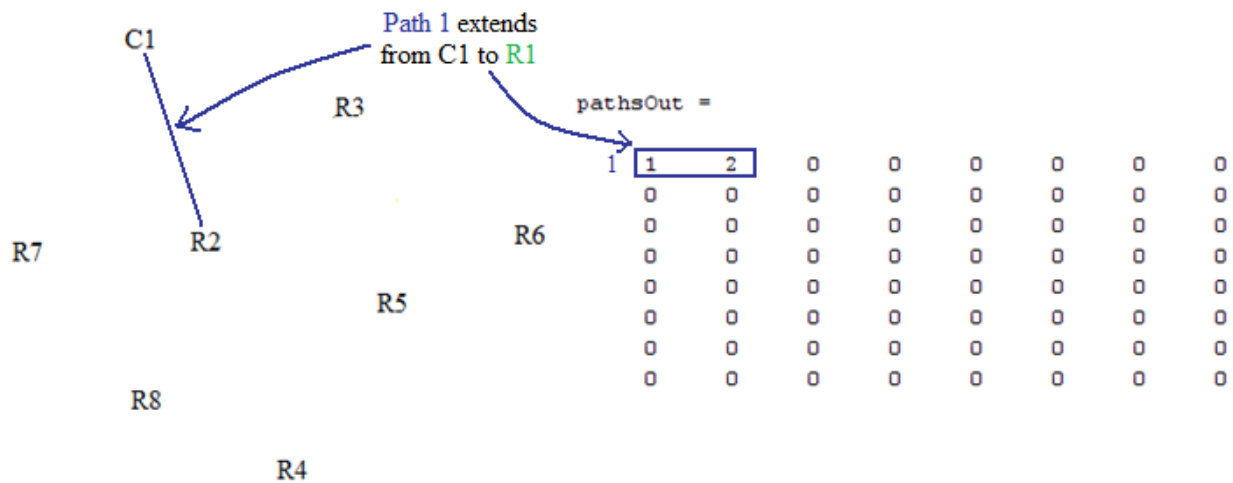 Path 1 extends
from C1 to R1
C1
R3
pathsOut =
1 1 2 0 0 0 0 0 0
0 0 0 0 0 0 0 0
0 0 0 0 0 0 0 0
0 0 0 0 0 0 0 0
0 0 0 0 0 0 0 0
0 0 0 0 0 0 0 0
0 0 0 0 0 0 0 0
0 0 0 0 0 0 0 0
R7
R2
R6
R5
R8
R4